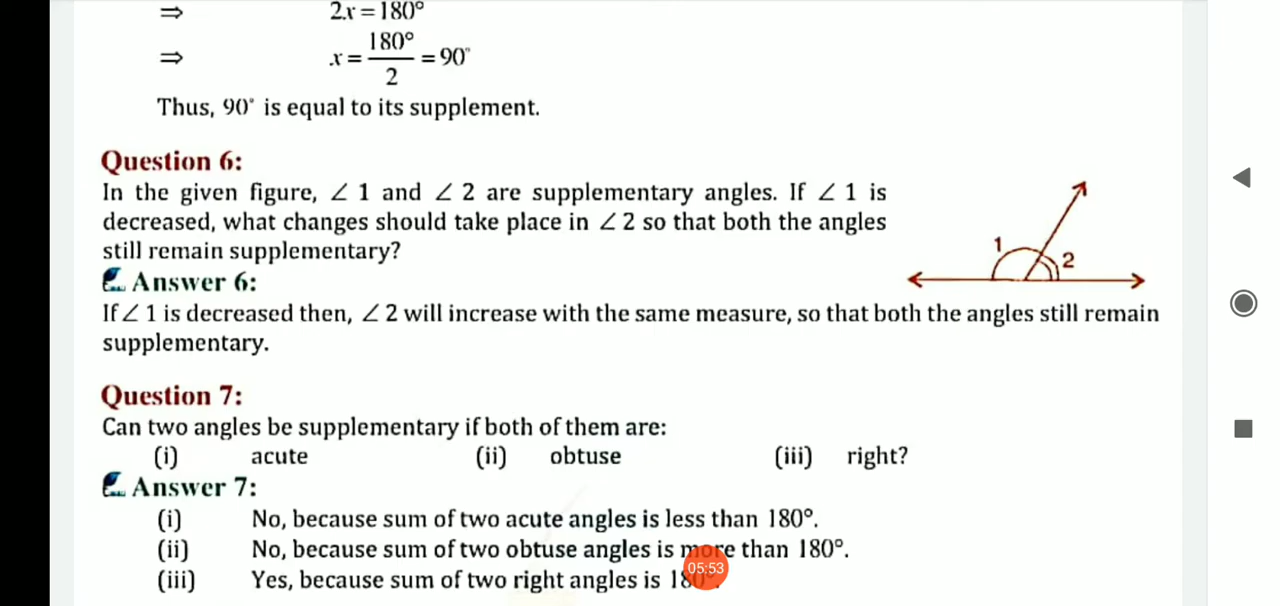 ⇒ 2x = 180°
⇒ x = 180°/2 = 90°
Thus, 90° is equal to its supplement.
Question 6:
In the given figure, ∠ 1 and ∠ 2 are supplementary angles. If ∠ 1 is
decreased, what changes should take place in ∠ 2 so that both the angles
still remain supplementary?
1
2
Answer 6:
If ∠ 1 is decreased then, ∠ 2 will increase with the same measure, so that both the angles still remain
supplementary.
Question 7:
Can two angles be supplementary if both of them are:
(i) acute (ii) obtuse (iii) right?
Answer 7:
(i) No, because sum of two acute angles is less than 180°.
(ii) No, because sum of two obtuse angles is more than 180°.
(iii) Yes, because sum of two right angles is 180°.
05:53